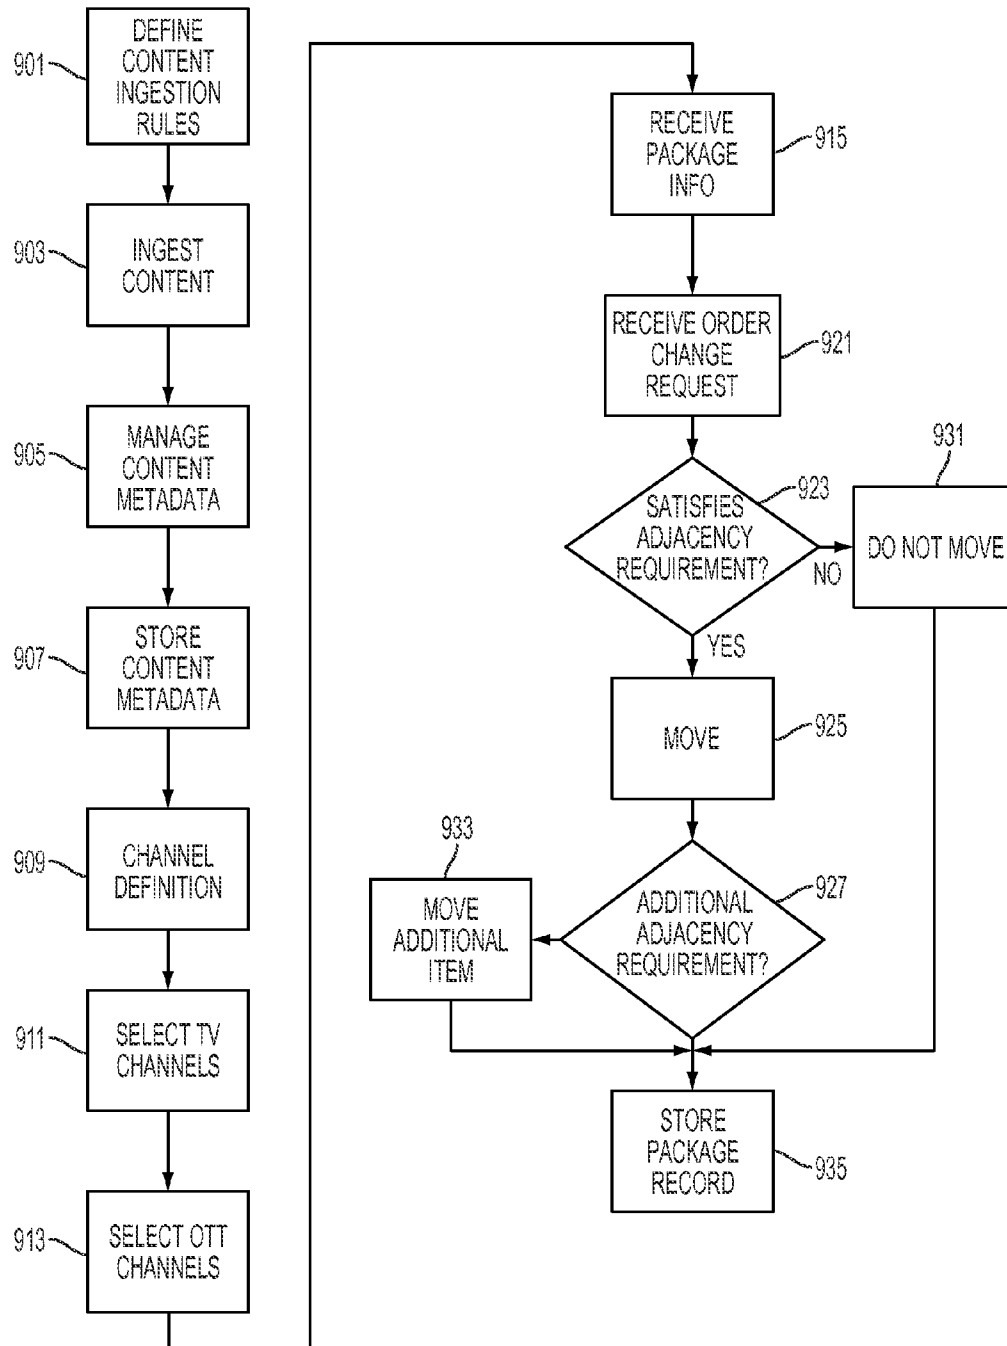 901
DEFINE
CONTENT
INGESTION
RULES
903
INGEST
CONTENT
905
MANAGE
CONTENT
METADATA
907
STORE
CONTENT
METADATA
909
CHANNEL
DEFINITION
911
SELECT TV
CHANNELS
913
SELECT OTT
CHANNELS
RECEIVE
PACKAGE
INFO
915
RECEIVE ORDER
CHANGE
REQUEST
921
SATISFIES
ADJACENCY
REQUIREMENT?
923
NO
931
DO NOT MOVE
YES
MOVE
925
ADDITIONAL
ADJACENCY
REQUIREMENT?
927
933
MOVE
ADDITIONAL
ITEM
STORE
PACKAGE
RECORD
935